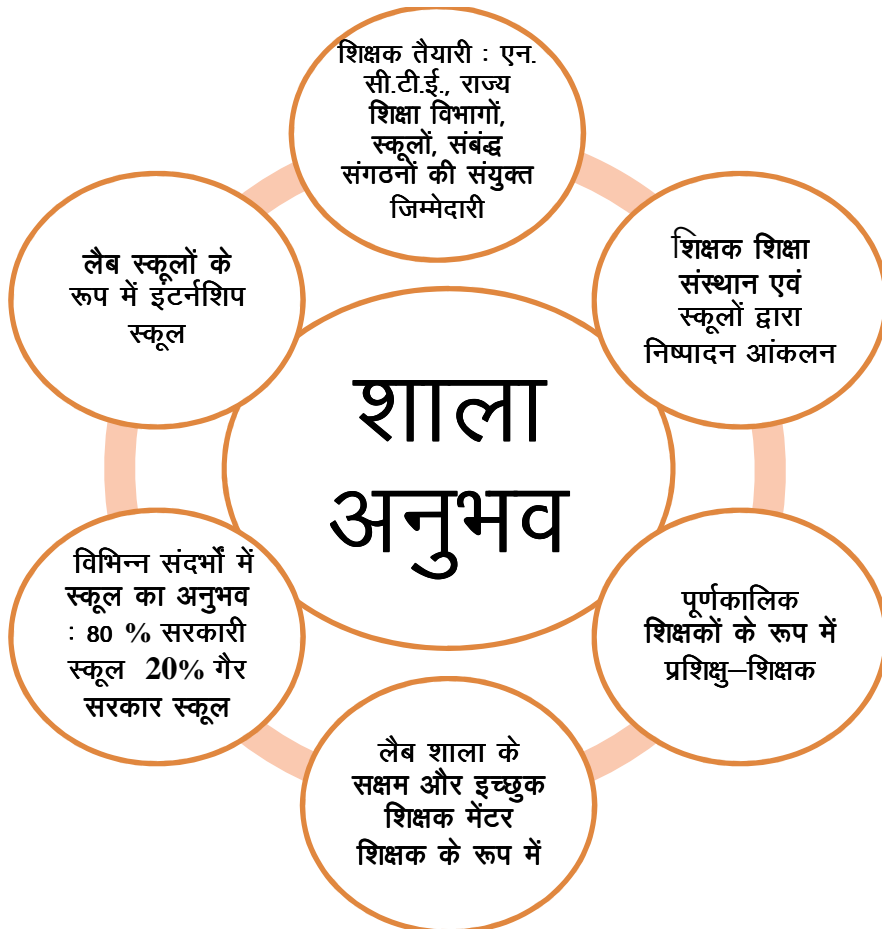 शिक्षक तैयारी : एन.
सी.टी.ई., राज्य
शिक्षा विभागों,
स्कूलों, संबंद्ध
संगठनों की संयुक्त
जिम्मेदारी
शिक्षक शिक्षा
संस्थान एवं
स्कूलों द्वारा
निष्पादन आंकलन
पूर्णकालिक
शिक्षकों के रूप में
प्रशिक्षु–शिक्षक
लैब शाला के
सक्षम और इच्छुक
शिक्षक मेंटर
शिक्षक के रूप में
विभिन्न संदर्भों में
स्कूल का अनुभव
: 80 % सरकारी
स्कूल 20% गैर
सरकार स्कूल
लैब स्कूलों के
रूप में इंटर्नशिप
स्कूल
शाला
अनुभव